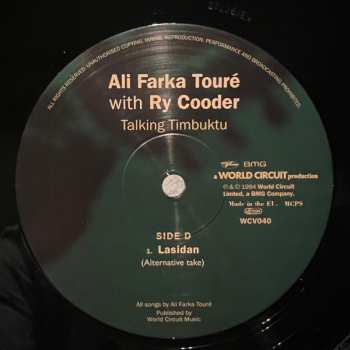 ALL RIGHTS RESERVED. UNAUTHORISED COPYING, HIRING, REPRODUCTION, PERFORMANCE AND BROADCASTING PROHIBITED.
Ali Farka Touré
with Ry Cooder
Talking Timbuktu
BMG
a WORLD CIRCUIT production
℗ & © 1994 World Circuit
Limited, a BMG Company.
Made in the EU. MCPS
WCV040
SIDE D
1. Lasidan
(Alternative take)
All songs by Ali Farka Touré
Published by
World Circuit Music